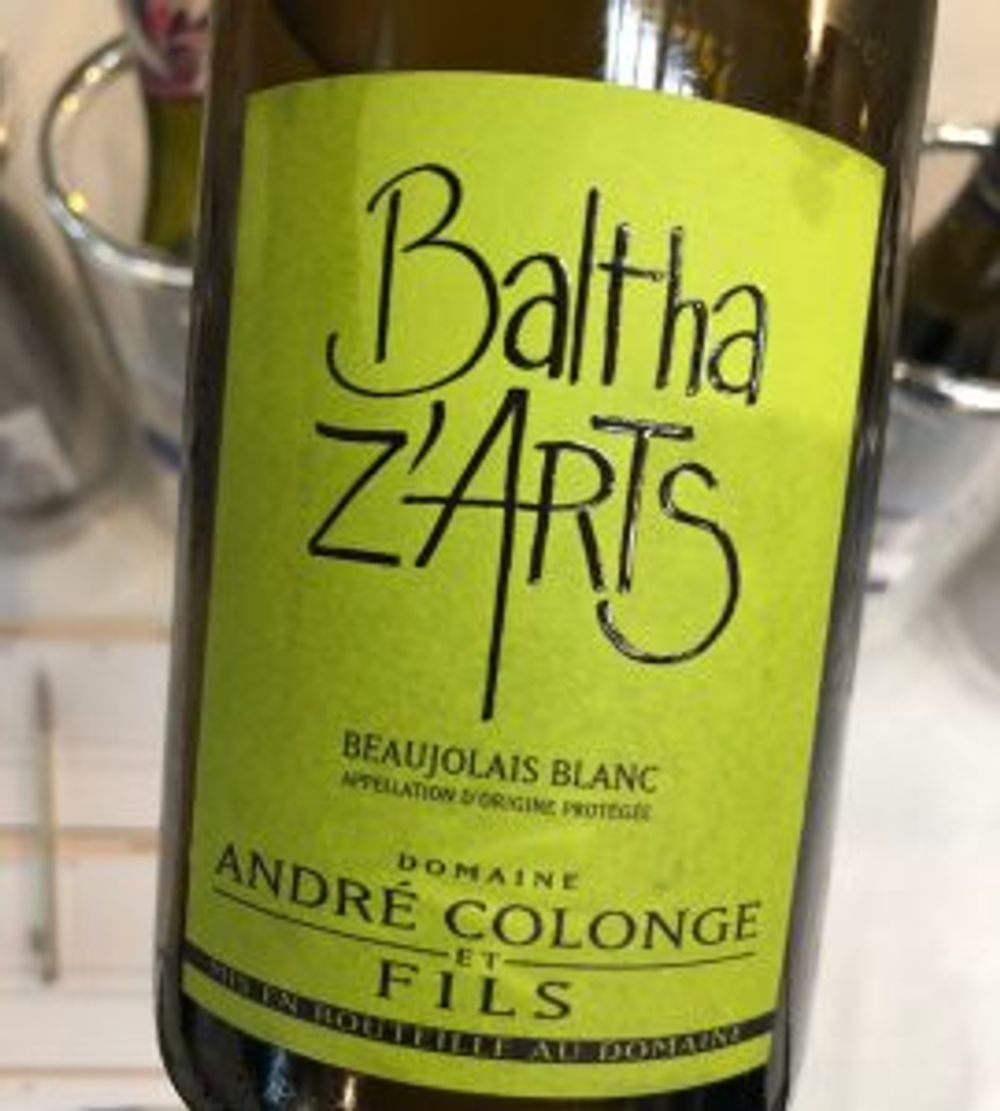 Baltha
Z'ARTS
BEAUJOLAIS BLANC
APPELLATION D'ORIGINE PROTÉGÉE
DOMAINE
ANDRÉ COLONGE
ET
FILS
MIS EN BOUTEILLE AU DOMAINE